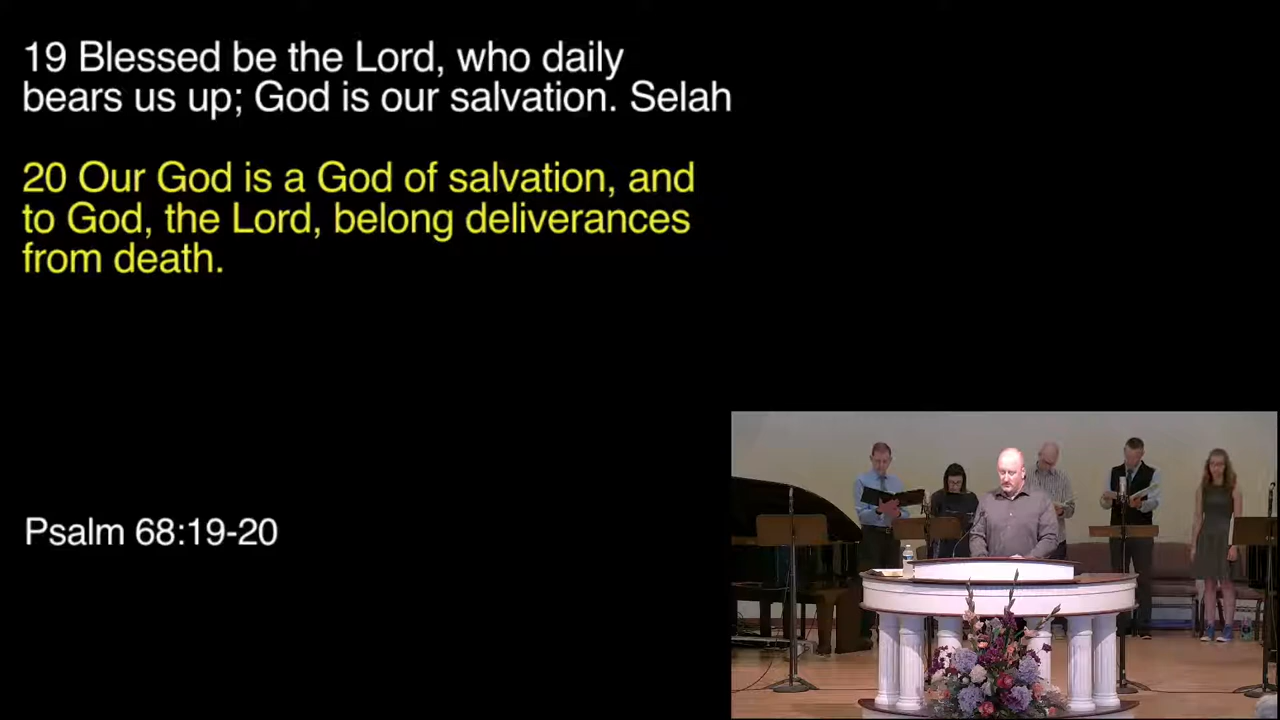 19 Blessed be the Lord, who daily
bears us up; God is our salvation. Selah
20 Our God is a God of salvation, and
to God, the Lord, belong deliverances
from death.
Psalm 68:19-20